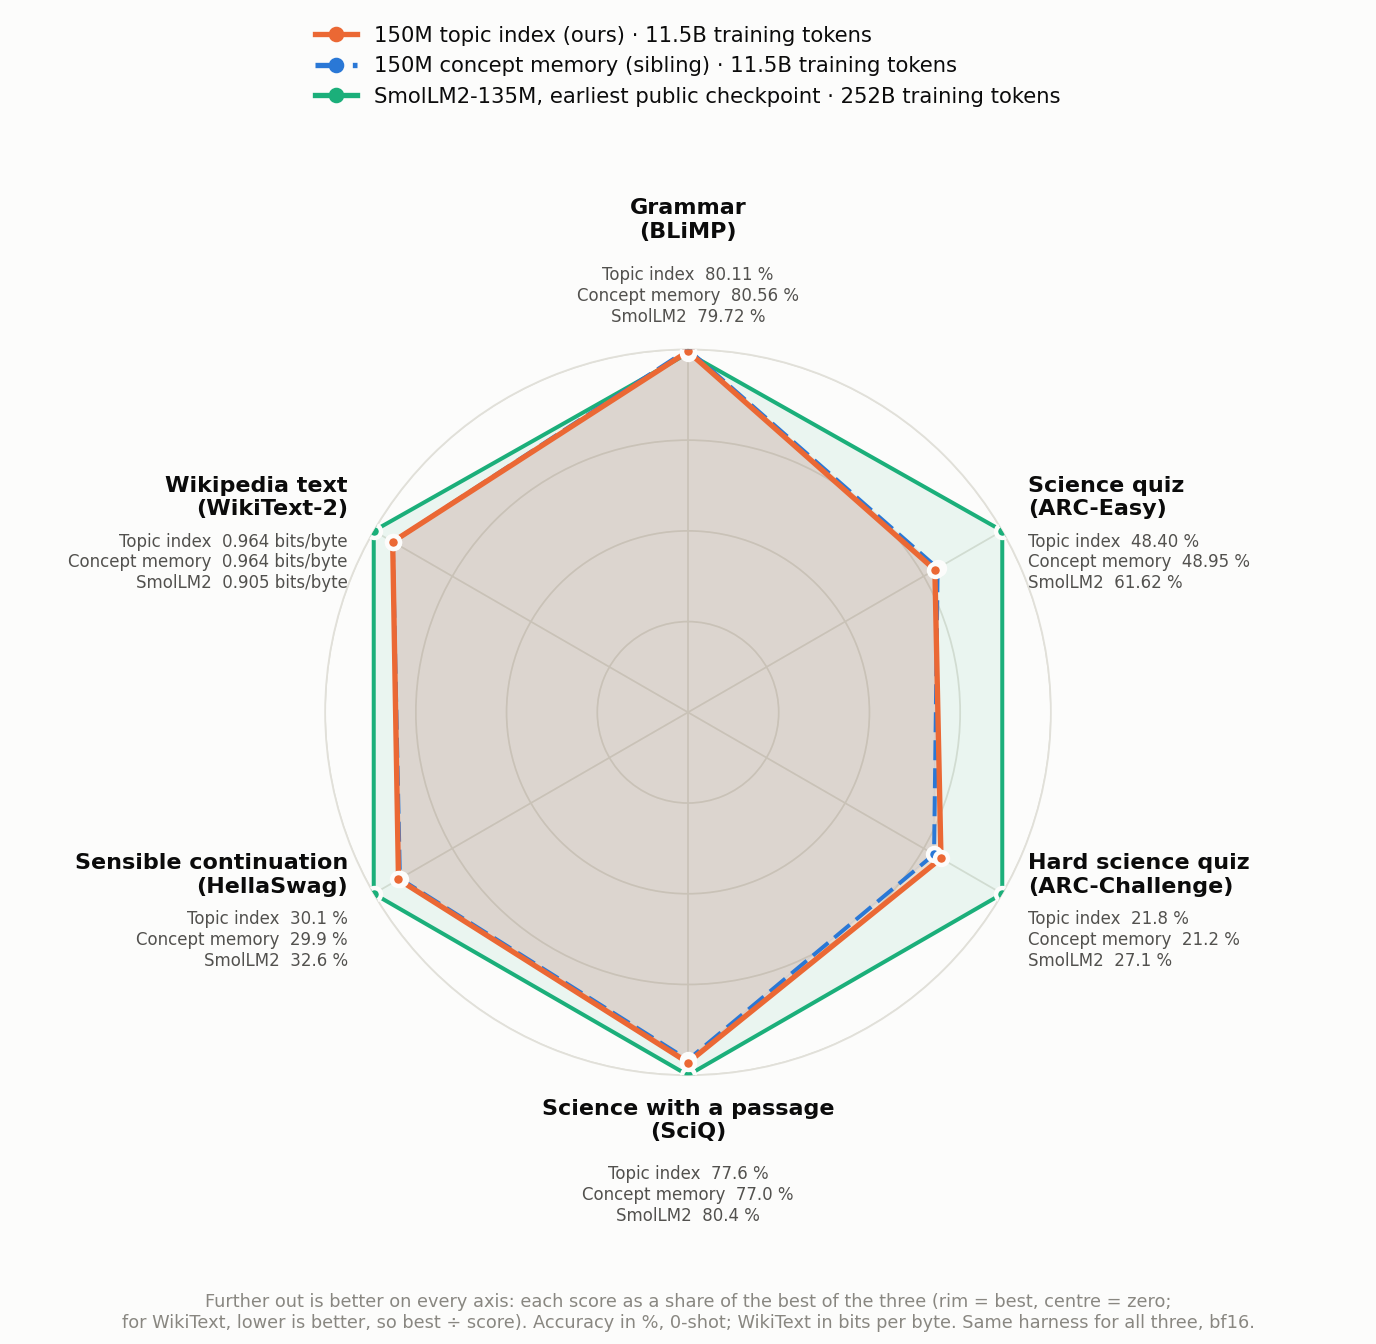 150M topic index (ours) · 11.5B training tokens
150M concept memory (sibling) · 11.5B training tokens
SmolLM2-135M, earliest public checkpoint · 252B training tokens
Grammar
(BLiMP)
Topic index  80.11 %
Concept memory  80.56 %
SmolLM2  79.72 %
Wikipedia text
(WikiText-2)
Topic index  0.964 bits/byte
Concept memory  0.964 bits/byte
SmolLM2  0.905 bits/byte
Science quiz
(ARC-Easy)
Topic index  48.40 %
Concept memory  48.95 %
SmolLM2  61.62 %
Sensible continuation
(HellaSwag)
Topic index  30.1 %
Concept memory  29.9 %
SmolLM2  32.6 %
Hard science quiz
(ARC-Challenge)
Topic index  21.8 %
Concept memory  21.2 %
SmolLM2  27.1 %
Science with a passage
(SciQ)
Topic index  77.6 %
Concept memory  77.0 %
SmolLM2  80.4 %
Further out is better on every axis: each score as a share of the best of the three (rim = best, centre = zero;
for WikiText, lower is better, so best ÷ score). Accuracy in %, 0-shot; WikiText in bits per byte. Same harness for all three, bf16.